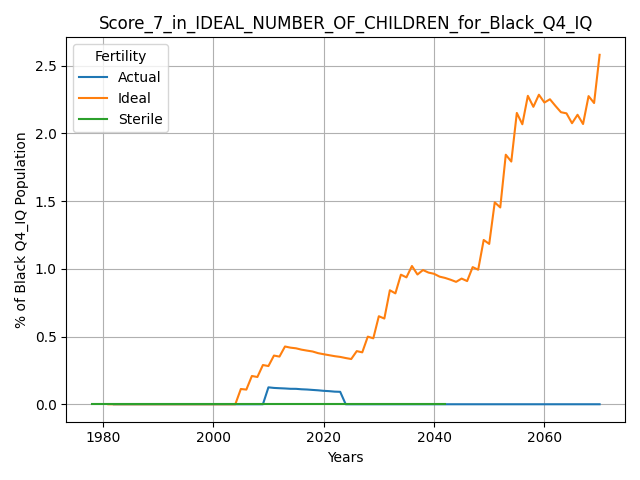 Score_7_in_IDEAL_NUMBER_OF_CHILDREN_for_Black_Q4_IQ
Fertility
Actual
Ideal
Sterile
% of Black Q4_IQ Population
2.5
2.0
1.5
1.0
0.5
0.0
1980
2000
2020
2040
2060
Years